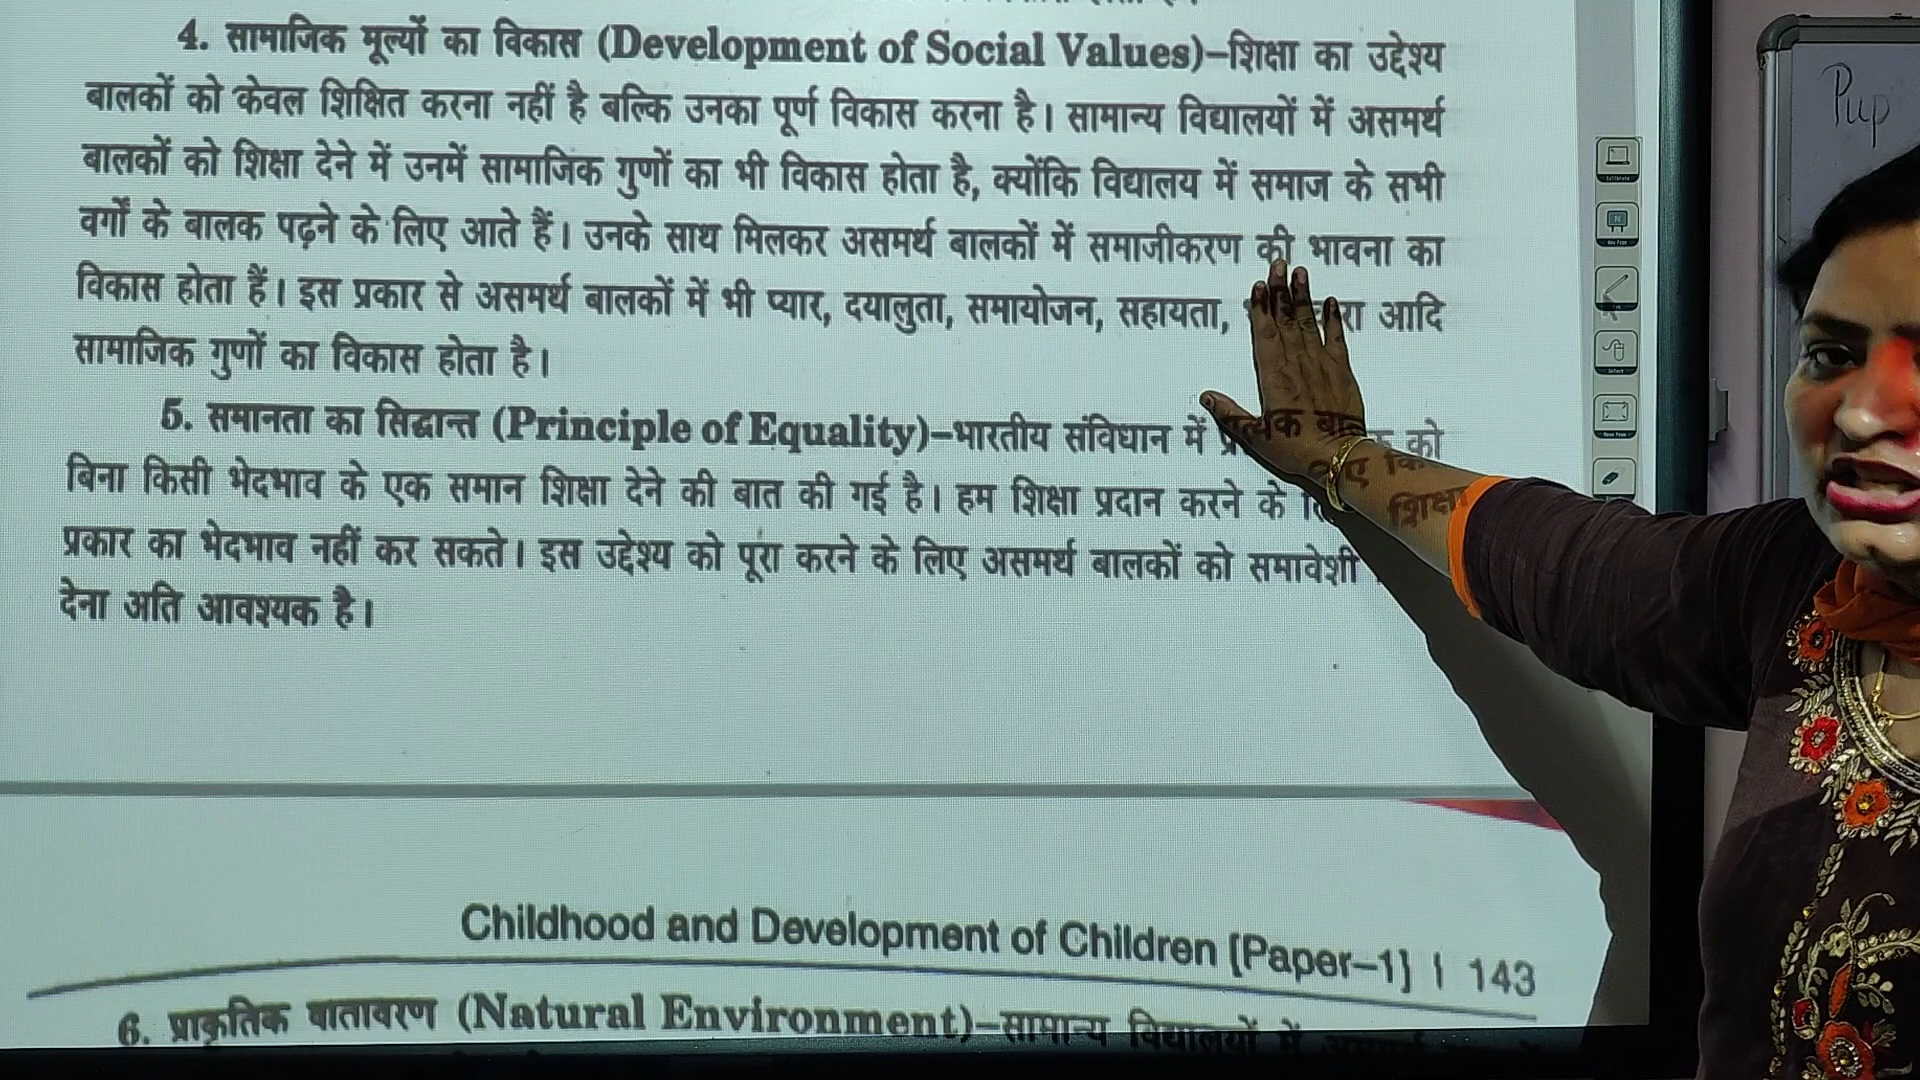 4. सामाजिक मूल्यों का विकास (Development of Social Values)–शिक्षा का उद्देश्य
बालकों को केवल शिक्षित करना नहीं है बल्कि उनका पूर्ण विकास करना है। सामान्य विद्यालयों में असमर्थ
बालकों को शिक्षा देने में उनमें सामाजिक गुणों का भी विकास होता है, क्योंकि विद्यालय में समाज के सभी
वर्गों के बालक पढ़ने के लिए आते हैं। उनके साथ मिलकर असमर्थ बालकों में समाजीकरण की भावना का
विकास होता हैं। इस प्रकार से असमर्थ बालकों में भी प्यार, दयालुता, समायोजन, सहायता, आदि
सामाजिक गुणों का विकास होता है।
5. समानता का सिद्धान्त (Principle of Equality)–भारतीय संविधान में प्रत्येक को
बिना किसी भेदभाव के एक समान शिक्षा देने की बात की गई है। हम शिक्षा प्रदान करने के
प्रकार का भेदभाव नहीं कर सकते। इस उद्देश्य को पूरा करने के लिए असमर्थ बालकों को समावेशी शिक्षा
देना अति आवश्यक है।
Childhood and Development of Children [Paper–1] | 143
6. प्राकृतिक वातावरण (Natural Environment)–सामान्य विद्यालयों में
Pup